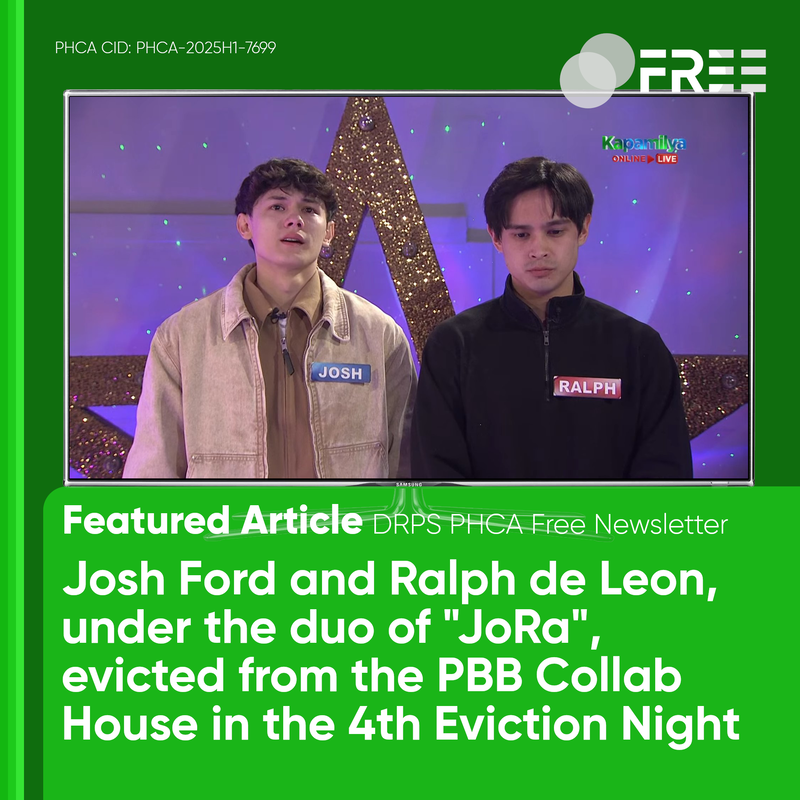 PHCA CID: PHCA-2025H1-7699
FREE
Kapamilya
ONLINE LIVE
JOSH
RALPH
SAMSUNG
Featured Article DRPS PHCA Free Newsletter
Josh Ford and Ralph de Leon,
under the duo of "JoRa",
evicted from the PBB Collab
House in the 4th Eviction Night